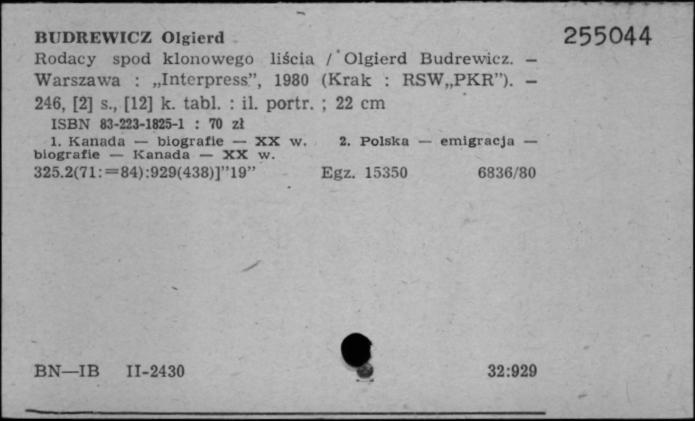 255044
BUDREWICZ Olgierd
Rodacy spod klonowego liścia / Olgierd Budrewicz. —
Warszawa : „Interpress”, 1980 (Krak : RSW„PKR”). —
246, [2] s., [12] k. tabl. : il. portr. ; 22 cm
ISBN 83-223-1825-1 : 70 zł
1. Kanada — biografie — XX w. 2. Polska — emigracja —
biografie — Kanada — XX w.
325.2(71:=84):929(438)]”19” Egz. 15350 6836/80
BN—IB II-2430 32:929